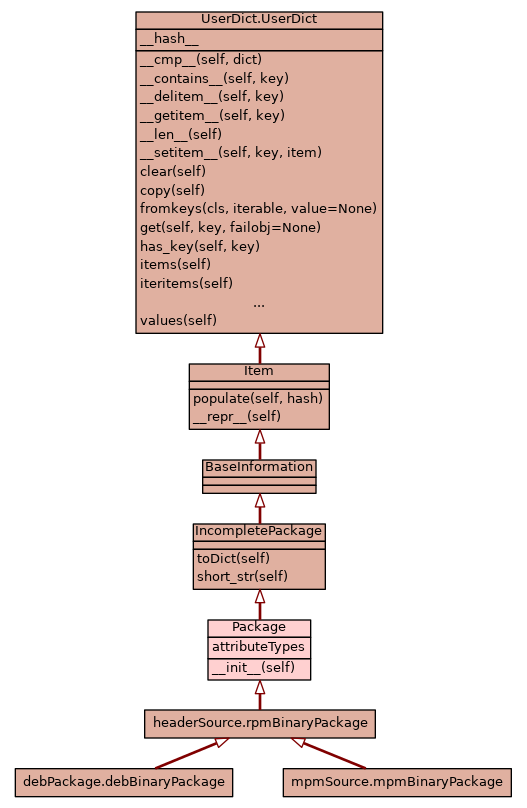 UserDict.UserDict
__hash__
__cmp__(self, dict)
__contains__(self, key)
__delitem__(self, key)
__getitem__(self, key)
__len__(self)
__setitem__(self, key, item)
clear(self)
copy(self)
fromkeys(cls, iterable, value=None)
get(self, key, failobj=None)
has_key(self, key)
items(self)
iteritems(self)
...
values(self)
Item
populate(self, hash)
__repr__(self)
BaseInformation
IncompletePackage
toDict(self)
short_str(self)
Package
attributeTypes
__init__(self)
headerSource.rpmBinaryPackage
debPackage.debBinaryPackage
mpmSource.mpmBinaryPackage